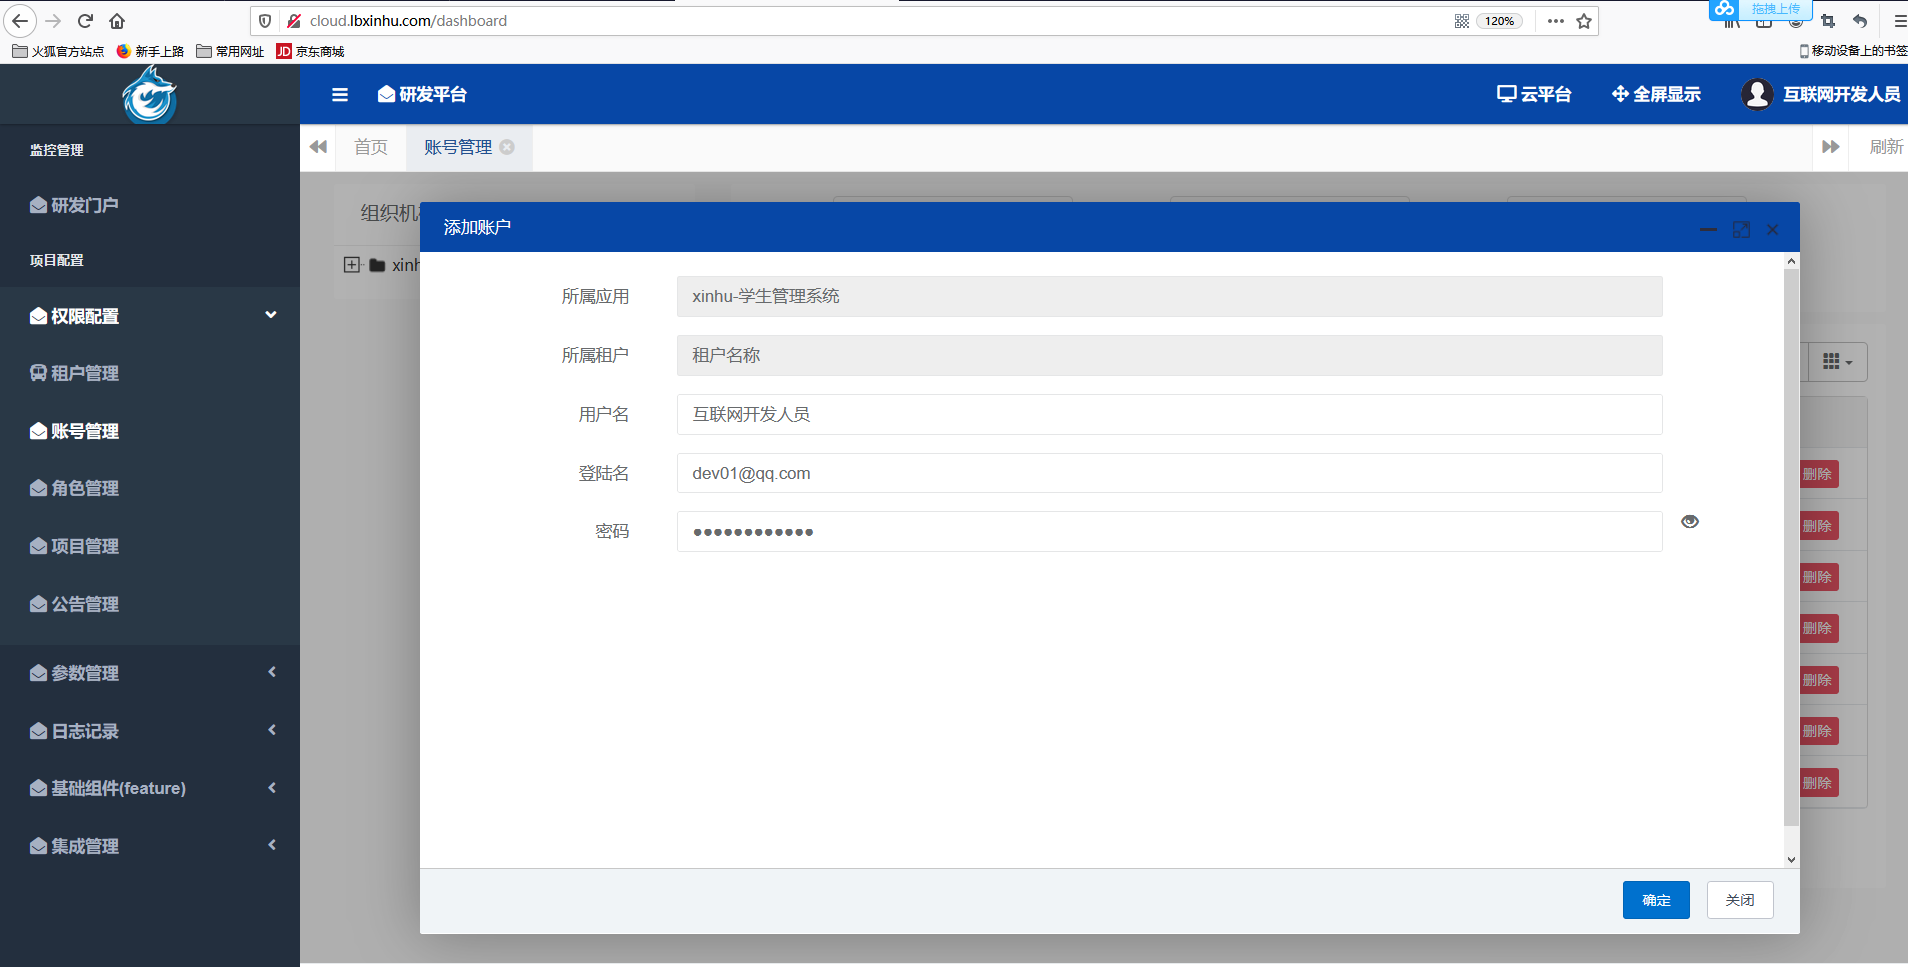 cloud.lbxinhu.com/dashboard
120%
拖拽上传
火狐官方站点
新手上路
常用网址
JD 京东商城
移动设备上的书签
研发平台
云平台
全屏显示
互联网开发人员
监控管理
研发门户
项目配置
权限配置
租户管理
账号管理
角色管理
项目管理
公告管理
参数管理
日志记录
基础组件(feature)
集成管理
首页
账号管理
刷新
组织机
xinh
添加账户
所属应用
xinhu-学生管理系统
所属租户
租户名称
用户名
互联网开发人员
登陆名
dev01@qq.com
密码
●●●●●●●●●●●●
删除
删除
删除
删除
删除
删除
删除
确定
关闭